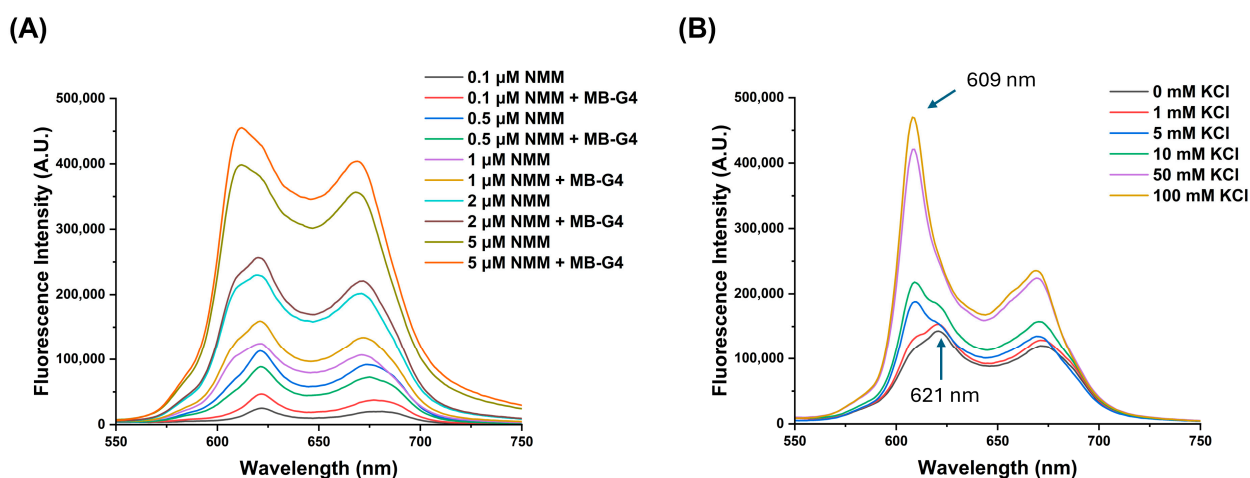 (A)
0.1 µM NMM
0.1 µM NMM + MB-G4
0.5 µM NMM
0.5 µM NMM + MB-G4
1 µM NMM
1 µM NMM + MB-G4
2 µM NMM
2 µM NMM + MB-G4
5 µM NMM
5 µM NMM + MB-G4
500,000
400,000
300,000
200,000
100,000
0
550
600
650
700
750
Fluorescence Intensity (A.U.)
Wavelength (nm)
(B)
609 nm
621 nm
0 mM KCl
1 mM KCl
5 mM KCl
10 mM KCl
50 mM KCl
100 mM KCl
500,000
400,000
300,000
200,000
100,000
0
550
600
650
700
750
Fluorescence Intensity (A.U.)
Wavelength (nm)